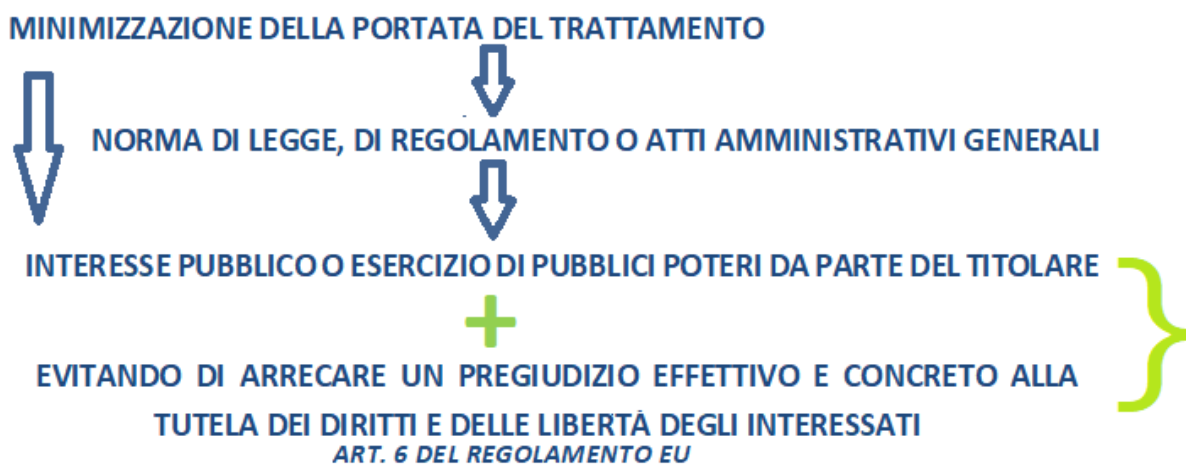 MINIMIZZAZIONE DELLA PORTATA DEL TRATTAMENTO
NORMA DI LEGGE, DI REGOLAMENTO O ATTI AMMINISTRATIVI GENERALI
INTERESSE PUBBLICO O ESERCIZIO DI PUBBLICI POTERI DA PARTE DEL TITOLARE
+
EVITANDO DI ARRECARE UN PREGIUDIZIO EFFETTIVO E CONCRETO ALLA
TUTELA DEI DIRITTI E DELLE LIBERTÀ DEGLI INTERESSATI
ART. 6 DEL REGOLAMENTO EU